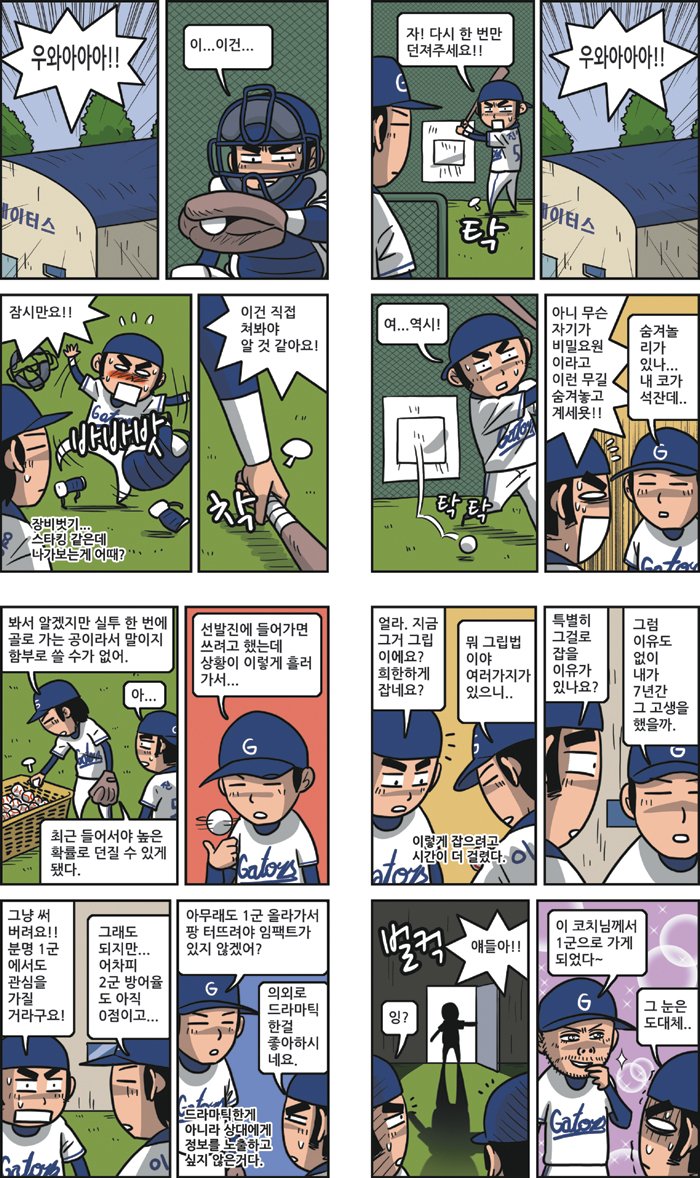 우와아아아!!
레이터스
이...이건...
잠시만요!!
Gators
뱌뱌밧
장비벗기...
스타킹 같은데
나가보는게 어때?
이건 직접
쳐봐야
알 것 같아요!
착
자! 다시 한 번만
던져주세요!!
G
5
탁
우와아아아!!
레이터스
여...역시!
Gators
탁 탁
아니 무슨
자기가
비밀요원
이라고
이런 무길
숨겨놓고
계세욧!!
숨겨놀
리가
있나...
내 코가
석잔데..
G
봐서 알겠지만 실투 한 번에
골로 가는 공이라서 말이지
함부로 쓸 수가 없어.
아...
최근 들어서야 높은
확률로 던질 수 있게
됐다.
선발진에 들어가면
쓰려고 했는데
상황이 이렇게 흘러
가서...
G
Gators
얼라. 지금
그거 그립
이에요?
희한하게
잡네요?
뭐 그립법
이야
여러가지가
있으니..
Gators
이렇게 잡으려고
시간이 더 걸렸다.
특별히
그걸로
잡을
이유가
있나요?
그럼
이유도
없이
내가
7년간
그 고생을
했을까.
G
그냥 써
버려요!!
분명 1군
에서도
관심을
가질
거라구요!
그래도
되지만...
어차피
2군 방어율
도 아직
0점이고...
Gators
아무래도 1군 올라가서
팡 터뜨려야 임팩트가
있지 않겠어?
의외로
드라마틱
한걸
좋아하시
네요.
드라마틱한게
아니라 상대에게
정보를 노출하고
싶지 않은거다.
벌컥
얘들아!!
잉?
이 코치님께서
1군으로 가게
되었다~
G
Gators
그 눈은
도대체..